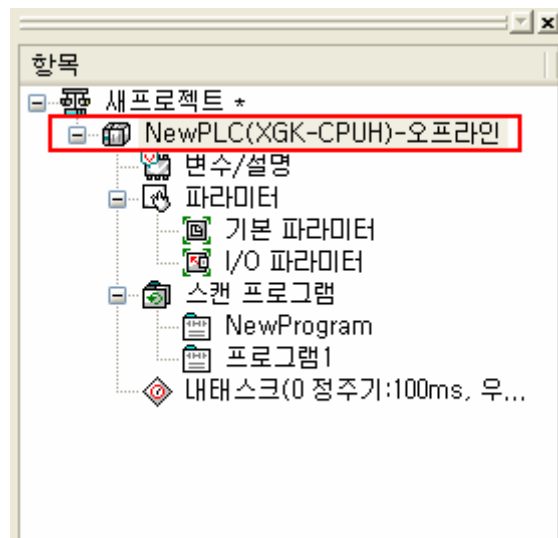 항목
새프로젝트 *
NewPLC(XGK-CPUH)-오프라인
변수/설명
파라미터
기본 파라미터
I/O 파라미터
스캔 프로그램
NewProgram
프로그램1
내태스크(0 정주기:100ms, 우...